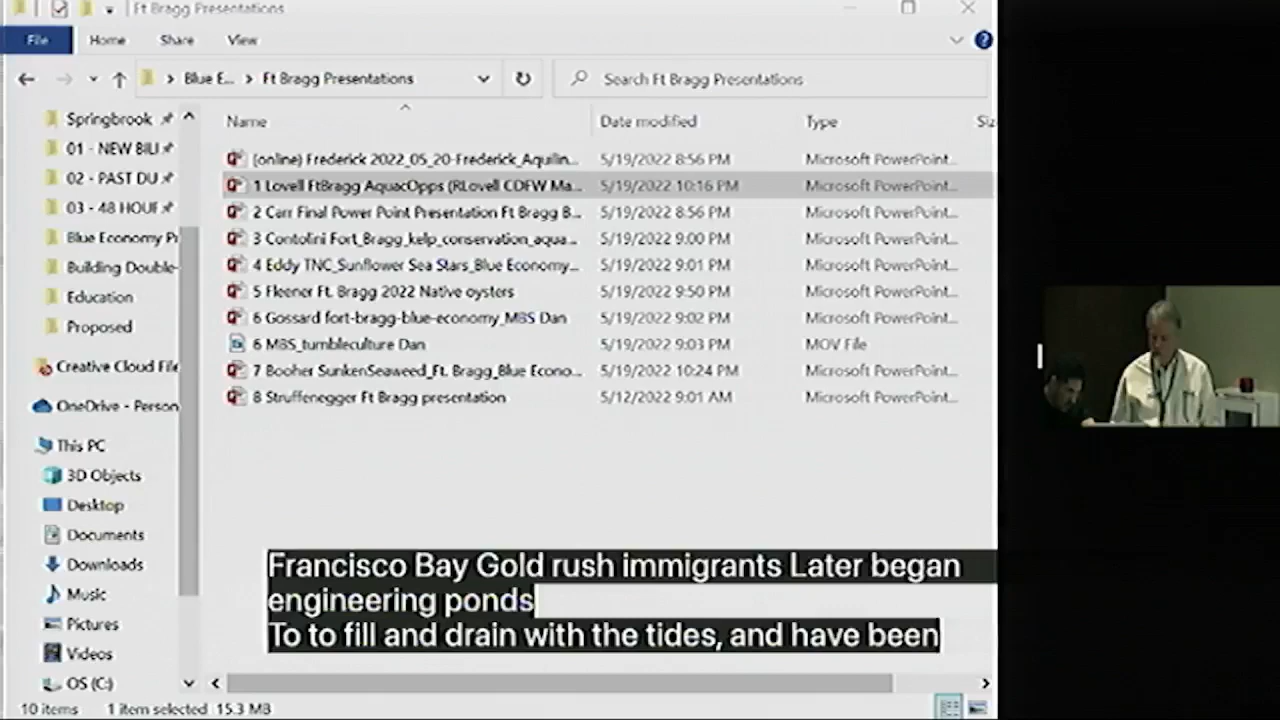 Ft Bragg Presentations
File Home Share View
Blue E... Ft Bragg Presentations Search Ft Bragg Presentations
Name Date modified Type Siz
Springbrook
01 - NEW BILI
02 - PAST DU
03 - 48 HOUF
Blue Economy Pr
Building Double-
Education
Proposed
Creative Cloud File
OneDrive - Person
This PC
3D Objects
Desktop
Documents
Downloads
Music
Pictures
Videos
OS (C:)
(online) Frederick 2022_05_20-Frederick_Aquilin... 5/19/2022 8:56 PM Microsoft PowerPoint...
1 Lovell FtBragg AquacOpps (RLovell CDFW Ma... 5/19/2022 10:16 PM Microsoft PowerPoint...
2 Carr Final Power Point Presentation Ft Bragg B... 5/19/2022 8:56 PM Microsoft PowerPoint...
3 Contolini Fort_Bragg_kelp_conservation_aqua... 5/19/2022 9:00 PM Microsoft PowerPoint...
4 Eddy TNC_Sunflower Sea Stars_Blue Economy... 5/19/2022 9:01 PM Microsoft PowerPoint...
5 Fleener Ft. Bragg 2022 Native oysters 5/19/2022 9:50 PM Microsoft PowerPoint...
6 Gossard fort-bragg-blue-economy_MBS Dan 5/19/2022 9:02 PM Microsoft PowerPoint...
6 MBS_tumbleculture Dan 5/19/2022 9:03 PM MOV File
7 Booher SunkenSeaweed_Ft. Bragg_Blue Econo... 5/19/2022 10:24 PM Microsoft PowerPoint...
8 Struffenegger Ft Bragg presentation 5/12/2022 9:01 AM Microsoft PowerPoint...
Francisco Bay Gold rush immigrants Later began
engineering ponds
To to fill and drain with the tides, and have been
10 items 1 item selected 15.3 MB